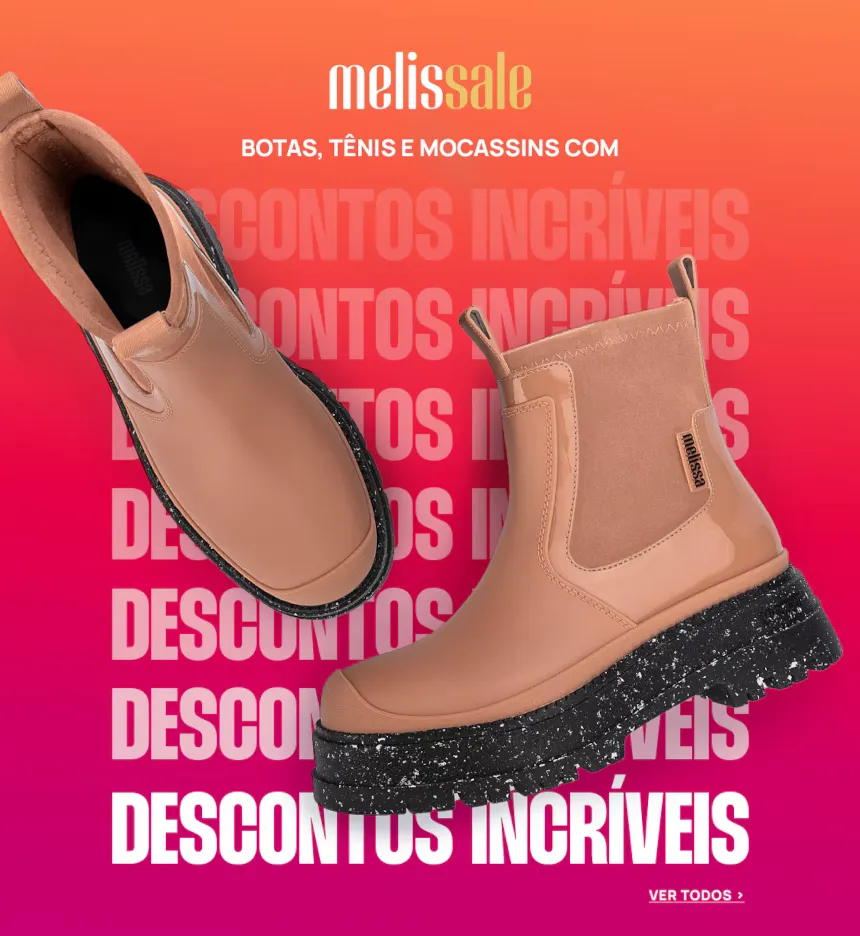 melissale
BOTAS, TÊNIS E MOCASSINS COM
DESCONTOS INCRÍVEIS
DESCONTOS INCRÍVEIS
DESCONTOS INCRÍVEIS
DESCONTOS INCRÍVEIS
DESCONTOS INCRÍVEIS
DESCONTOS INCRÍVEIS
DESCONTOS INCRÍVEIS
melissa
melissa
VER TODOS >